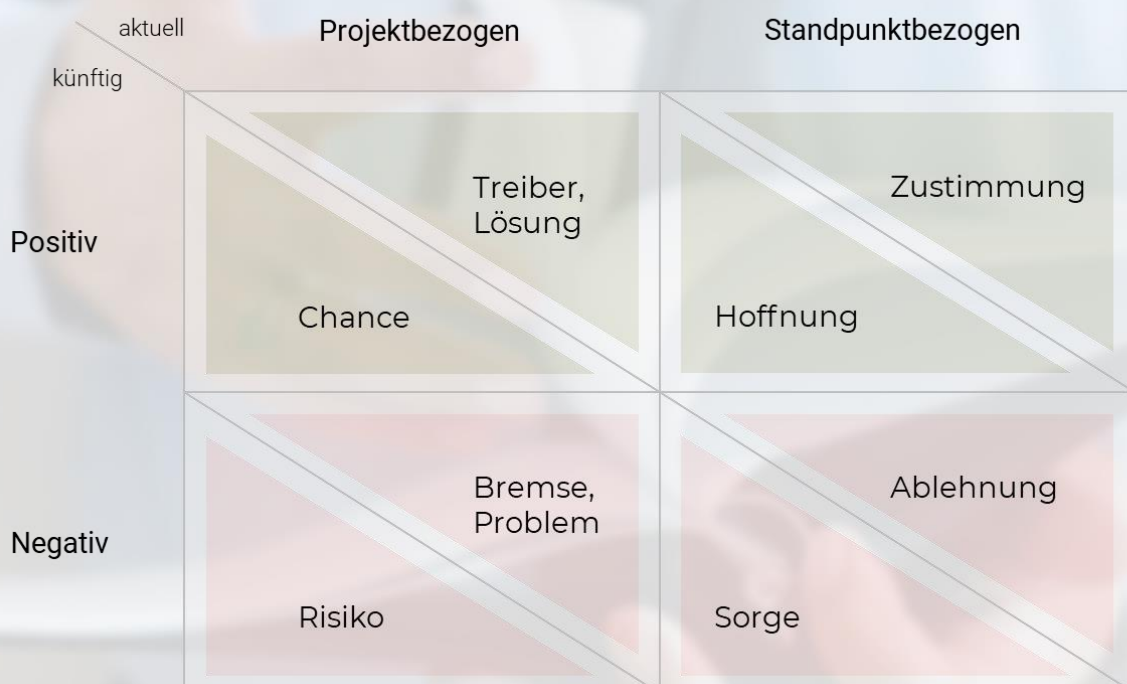 aktuell
künftig
Projektbezogen
Standpunktbezogen
Positiv
Treiber,
Lösung
Chance
Zustimmung
Hoffnung
Negativ
Bremse,
Problem
Risiko
Ablehnung
Sorge